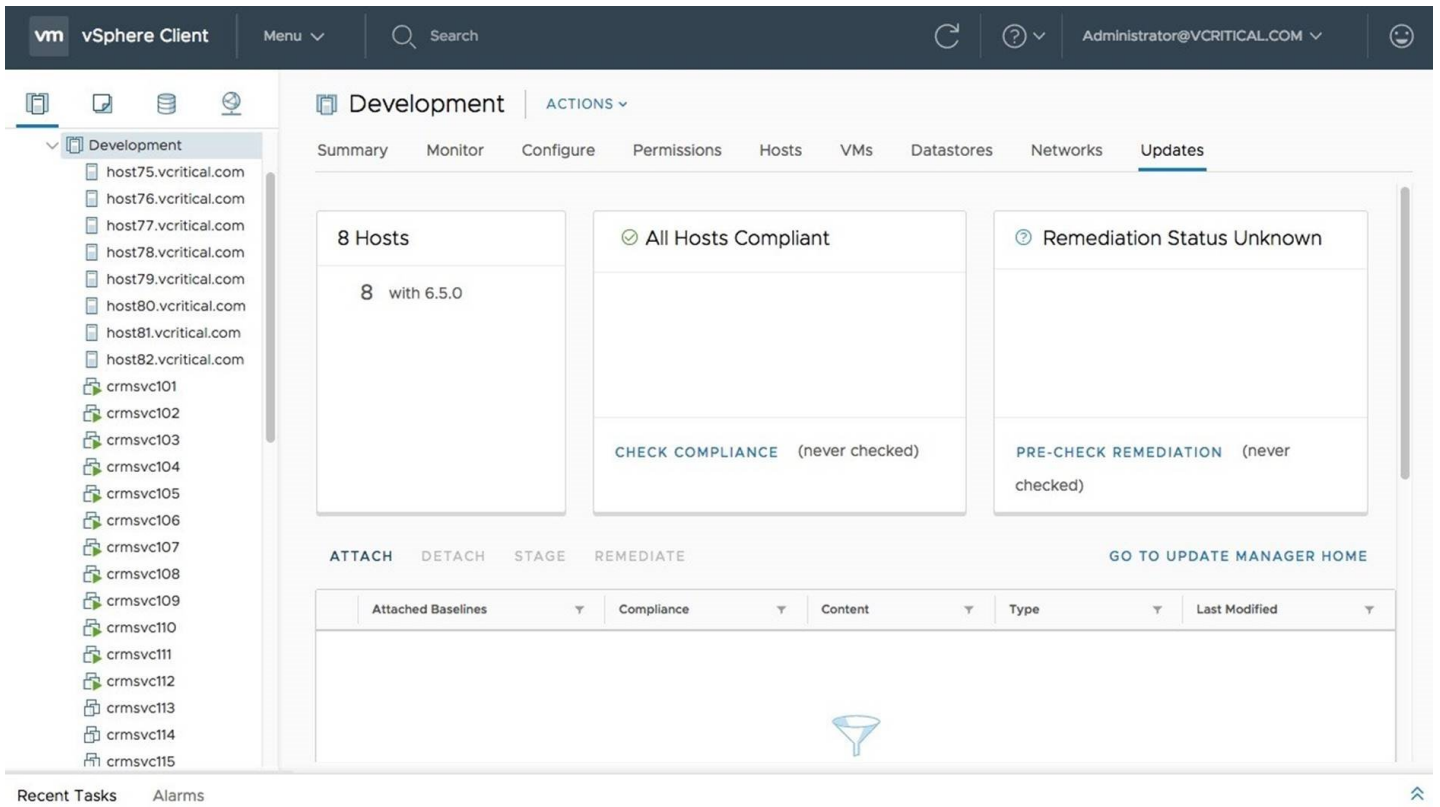 vm vSphere Client Menu Search Administrator@VCRITICAL.COM
Development
host75.vcritical.com
host76.vcritical.com
host77.vcritical.com
host78.vcritical.com
host79.vcritical.com
host80.vcritical.com
host81.vcritical.com
host82.vcritical.com
crmsvc101
crmsvc102
crmsvc103
crmsvc104
crmsvc105
crmsvc106
crmsvc107
crmsvc108
crmsvc109
crmsvc110
crmsvc111
crmsvc112
crmsvc113
crmsvc114
crmsvc115
Development ACTIONS
Summary Monitor Configure Permissions Hosts VMs Datastores Networks Updates
8 Hosts
8 with 6.5.0
All Hosts Compliant
CHECK COMPLIANCE (never checked)
Remediation Status Unknown
PRE-CHECK REMEDIATION (never
checked)
ATTACH DETACH STAGE REMEDIATE GO TO UPDATE MANAGER HOME
Attached Baselines Compliance Content Type Last Modified
Recent Tasks Alarms